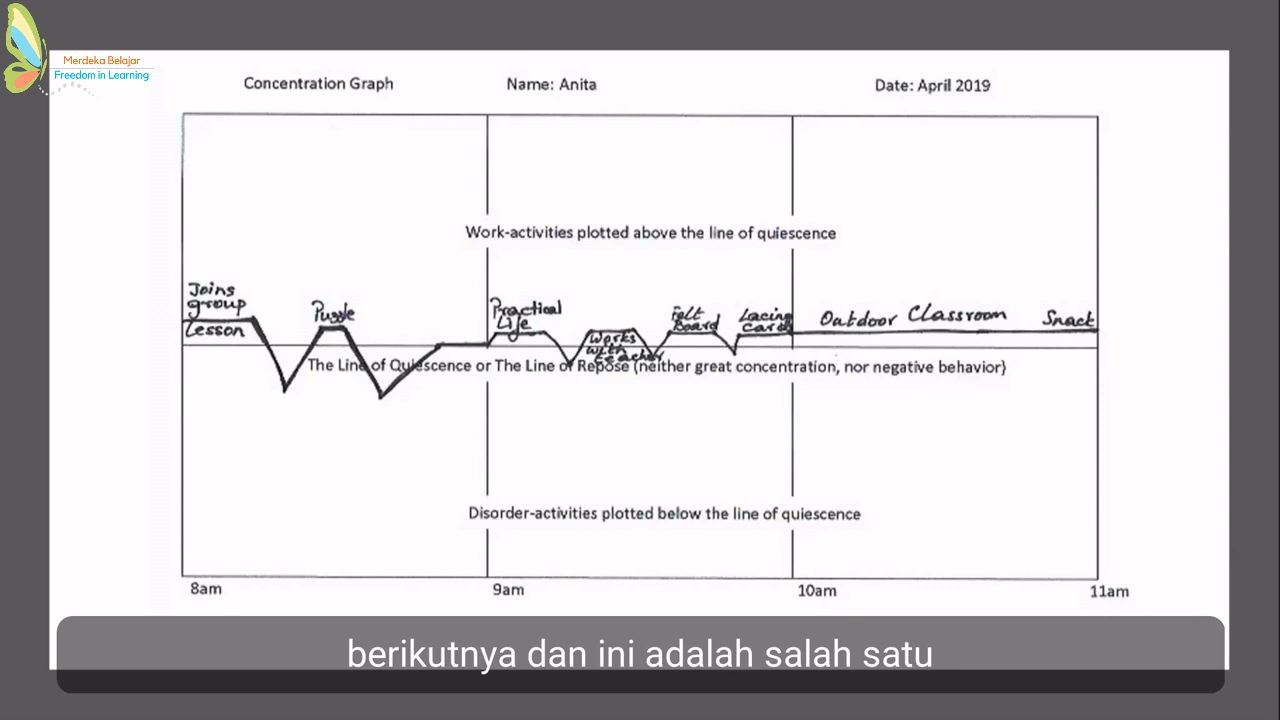 Merdeka Belajar
Freedom in Learning
Concentration Graph
Name: Anita
Date: April 2019
Work-activities plotted above the line of quiescence
Joins
group
Lesson
Puzzle
Practical
Life
Works
with
teacher
Felt
Board
Lacing
Cards
Outdoor Classroom
Snack
The Line of Quiescence or The Line of Repose (neither great concentration, nor negative behavior}
Disorder-activities plotted below the line of quiescence
8am
9am
10am
11am
berikutnya dan ini adalah salah satu